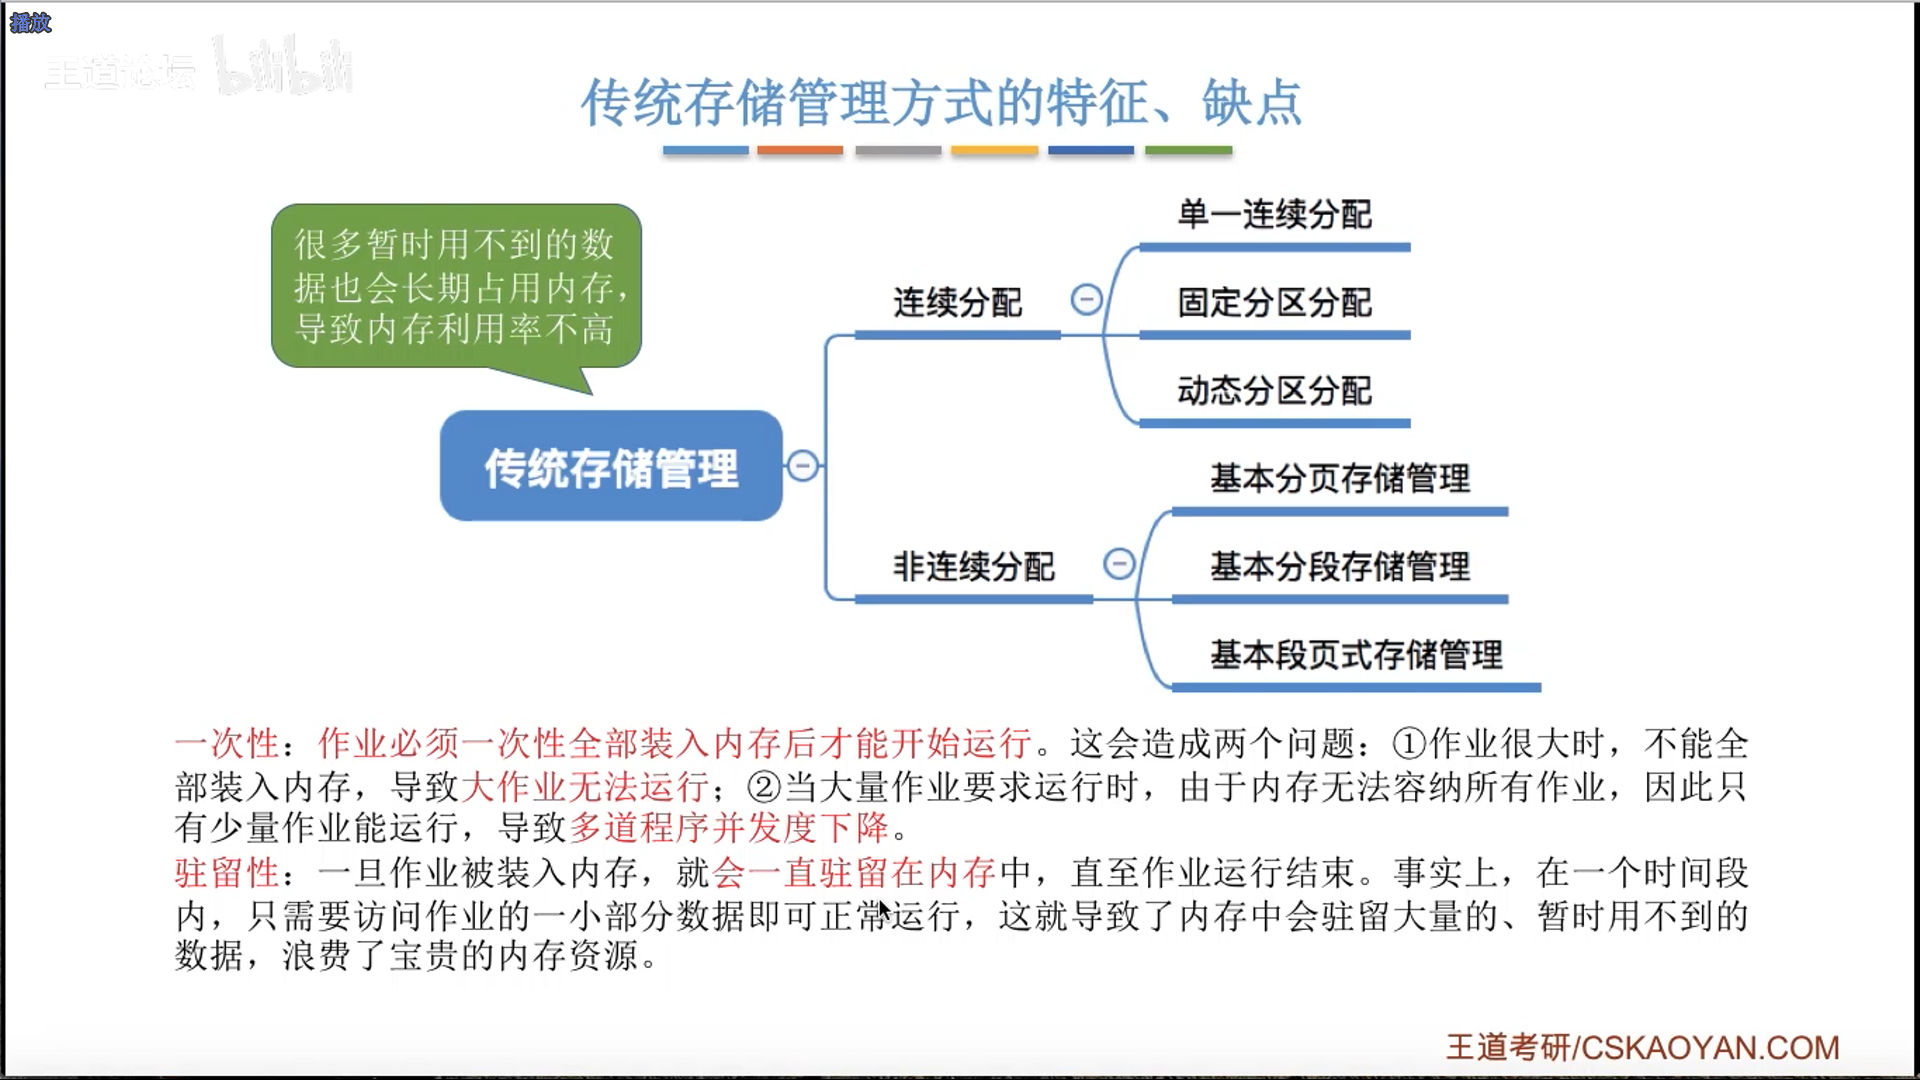 播放
王道论坛 bilibili
传统存储管理方式的特征、缺点
很多暂时用不到的数
据也会长期占用内存，
导致内存利用率不高
传统存储管理
连续分配
单一连续分配
固定分区分配
动态分区分配
非连续分配
基本分页存储管理
基本分段存储管理
基本段页式存储管理
一次性：作业必须一次性全部装入内存后才能开始运行。这会造成两个问题：①作业很大时，不能全
部装入内存，导致大作业无法运行；②当大量作业要求运行时，由于内存无法容纳所有作业，因此只
有少量作业能运行，导致多道程序并发度下降。
驻留性：一旦作业被装入内存，就会一直驻留在内存中，直至作业运行结束。事实上，在一个时间段
内，只需要访问作业的一小部分数据即可正常运行，这就导致了内存中会驻留大量的、暂时用不到的
数据，浪费了宝贵的内存资源。
王道考研/CSKAOYAN.COM